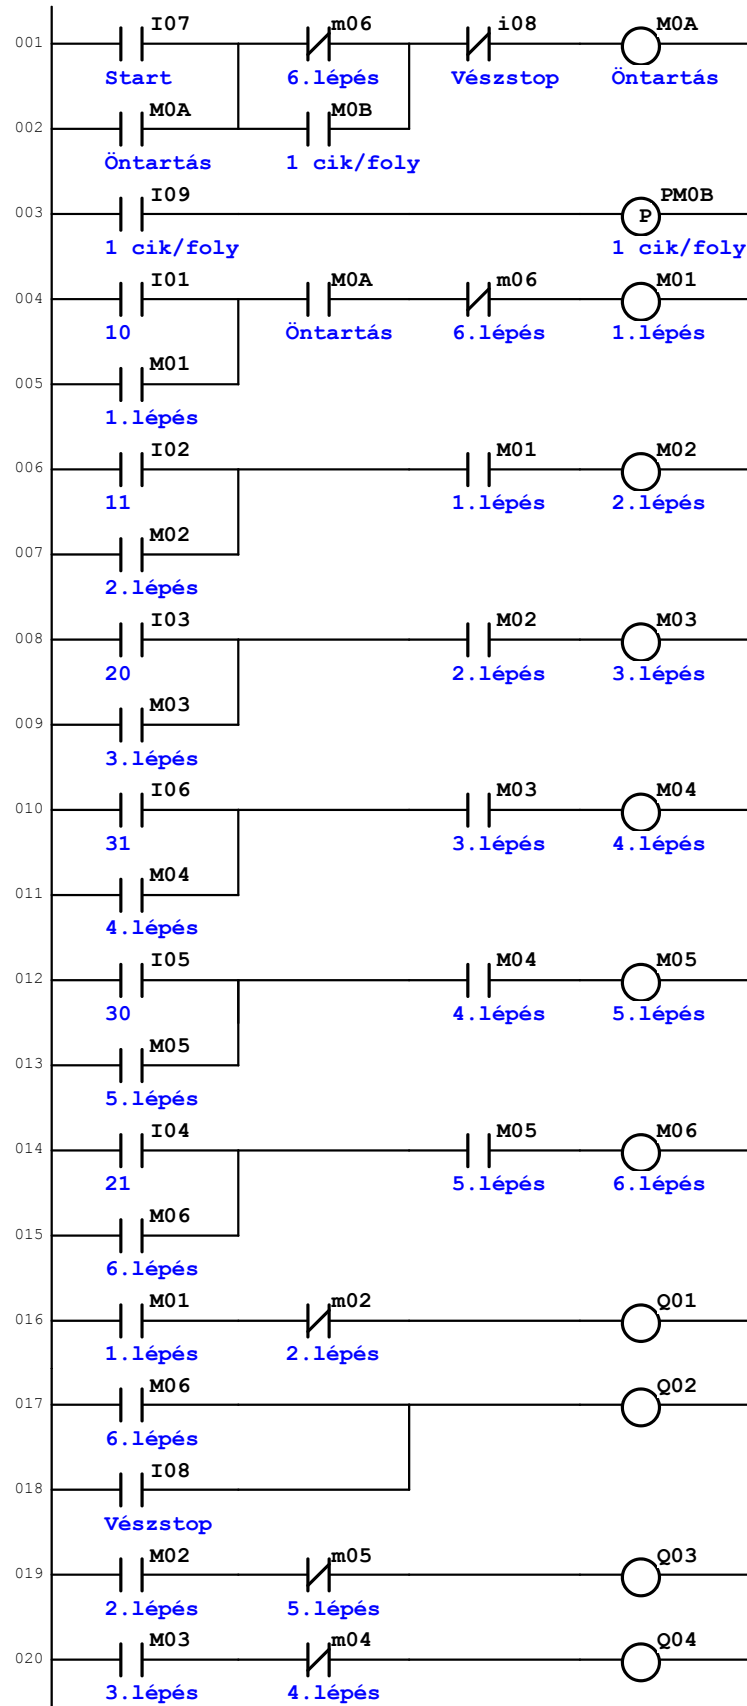 I07 m06 i08 M0A
001
Start 6.lépés Vészstop Öntartás
M0A M0B
002
Öntartás 1 cik/foly
I09 PM0B
003 P
1 cik/foly 1 cik/foly
I01 M0A m06 M01
004
10 Öntartás 6.lépés 1.lépés
M01
005
1.lépés
I02 M01 M02
006
11 1.lépés 2.lépés
M02
007
2.lépés
I03 M02 M03
008
20 2.lépés 3.lépés
M03
009
3.lépés
I06 M03 M04
010
31 3.lépés 4.lépés
M04
011
4.lépés
I05 M04 M05
012
30 4.lépés 5.lépés
M05
013
5.lépés
I04 M05 M06
014
21 5.lépés 6.lépés
M06
015
6.lépés
M01 m02 Q01
016
1.lépés 2.lépés
M06 Q02
017
6.lépés
I08
018
Vészstop
M02 m05 Q03
019
2.lépés 5.lépés
M03 m04 Q04
020
3.lépés 4.lépés